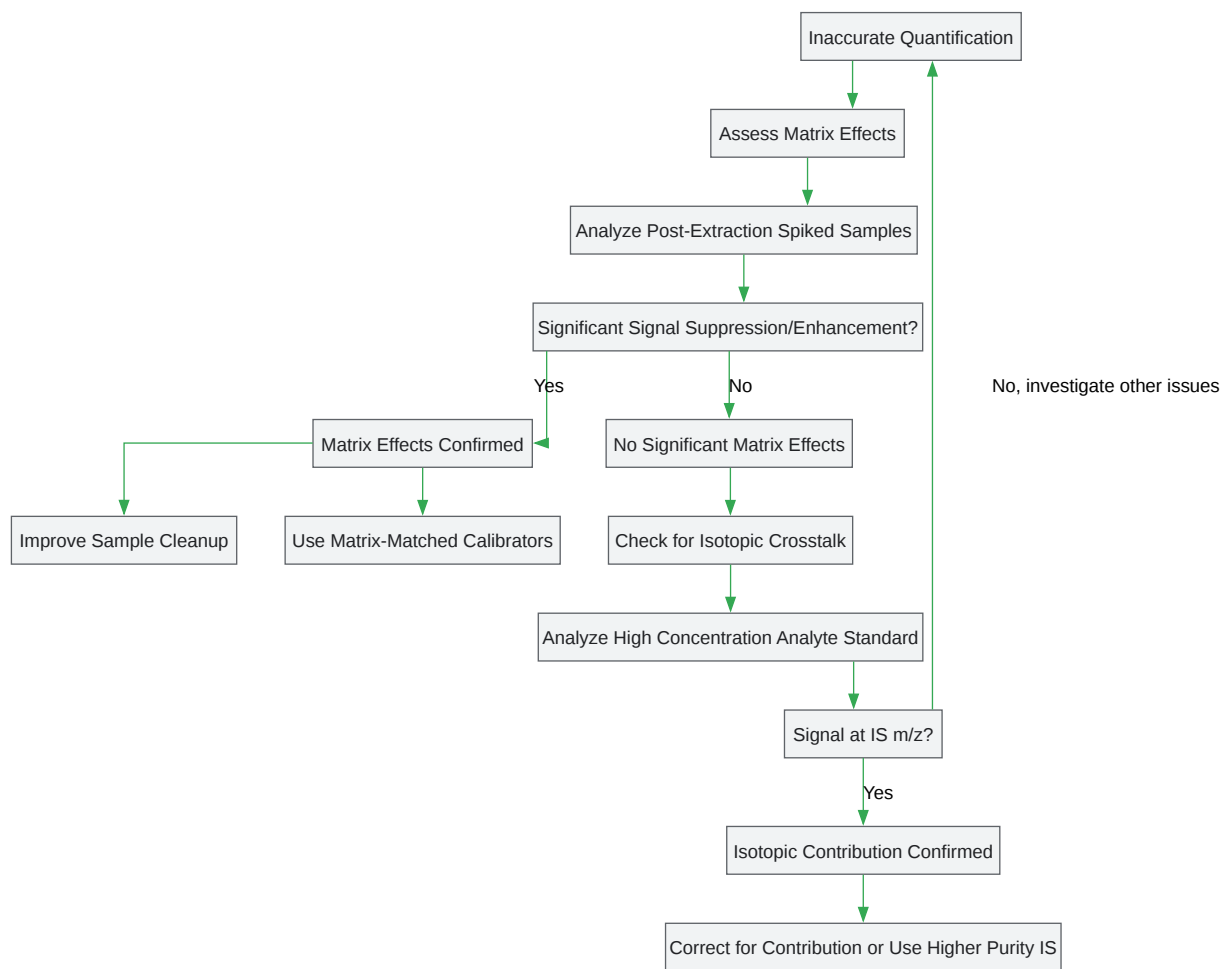 Inaccurate Quantification
Assess Matrix Effects
Analyze Post-Extraction Spiked Samples
Significant Signal Suppression/Enhancement?
Yes
No
No, investigate other issues
Matrix Effects Confirmed
No Significant Matrix Effects
Improve Sample Cleanup
Use Matrix-Matched Calibrators
Check for Isotopic Crosstalk
Analyze High Concentration Analyte Standard
Signal at IS m/z?
Yes
Isotopic Contribution Confirmed
Correct for Contribution or Use Higher Purity IS